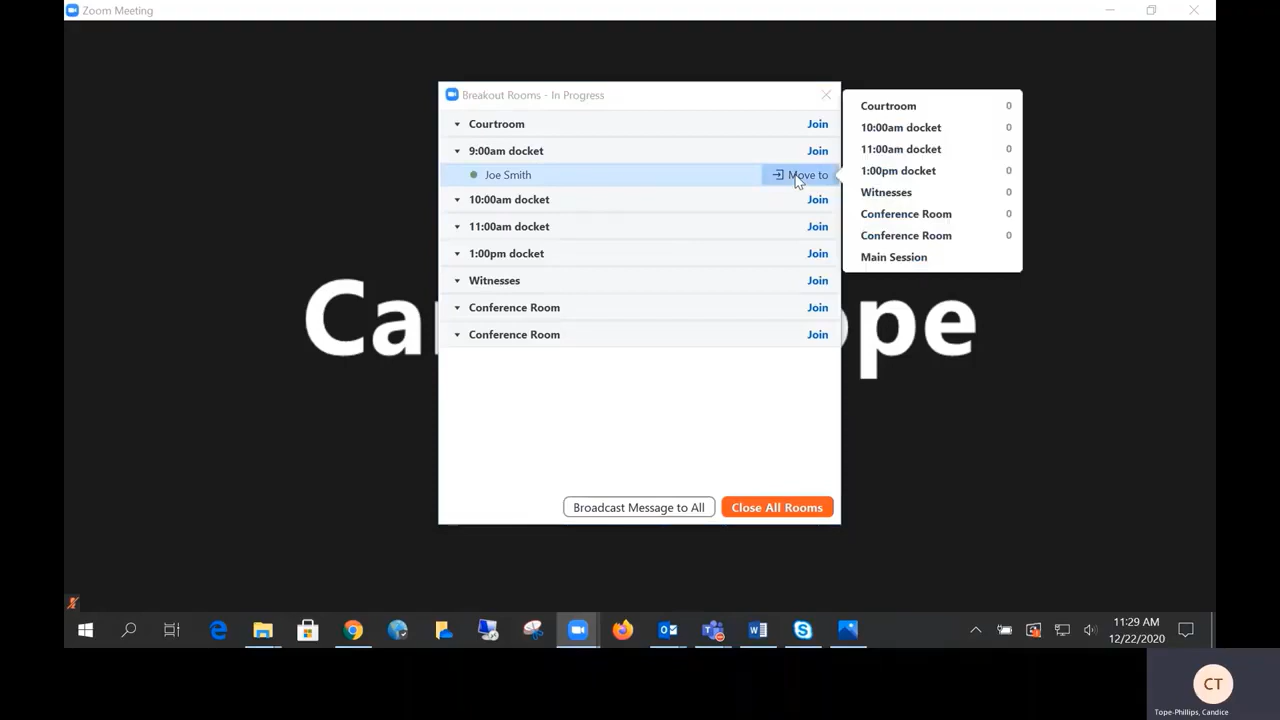 Zoom Meeting
Breakout Rooms - In Progress
Courtroom Join
9:00am docket Join
Joe Smith Move to
10:00am docket Join
11:00am docket Join
1:00pm docket Join
Witnesses Join
Conference Room Join
Conference Room Join
Broadcast Message to All Close All Rooms
Courtroom 0
10:00am docket 0
11:00am docket 0
1:00pm docket 0
Witnesses 0
Conference Room 0
Conference Room 0
Main Session
Ca ope
11:29 AM
12/22/2020
CT
Tope-Phillips, Candice